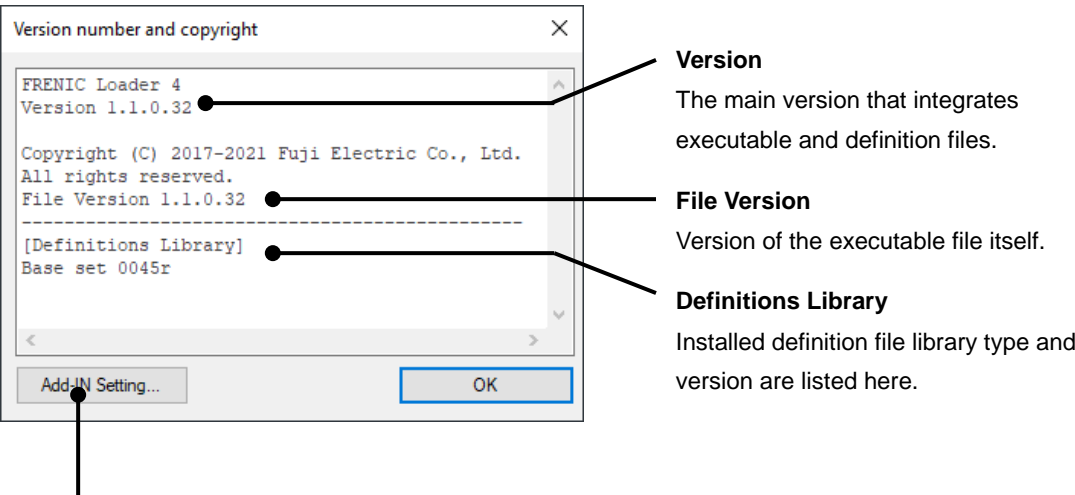 Version number and copyright
FRENIC Loader 4
Version 1.1.0.32
Copyright (C) 2017-2021 Fuji Electric Co., Ltd.
All rights reserved.
File Version 1.1.0.32
-----------------------------------------------
[Definitions Library]
Base set 0045r
Add-IN Setting...
OK
Version
The main version that integrates
executable and definition files.
File Version
Version of the executable file itself.
Definitions Library
Installed definition file library type and
version are listed here.